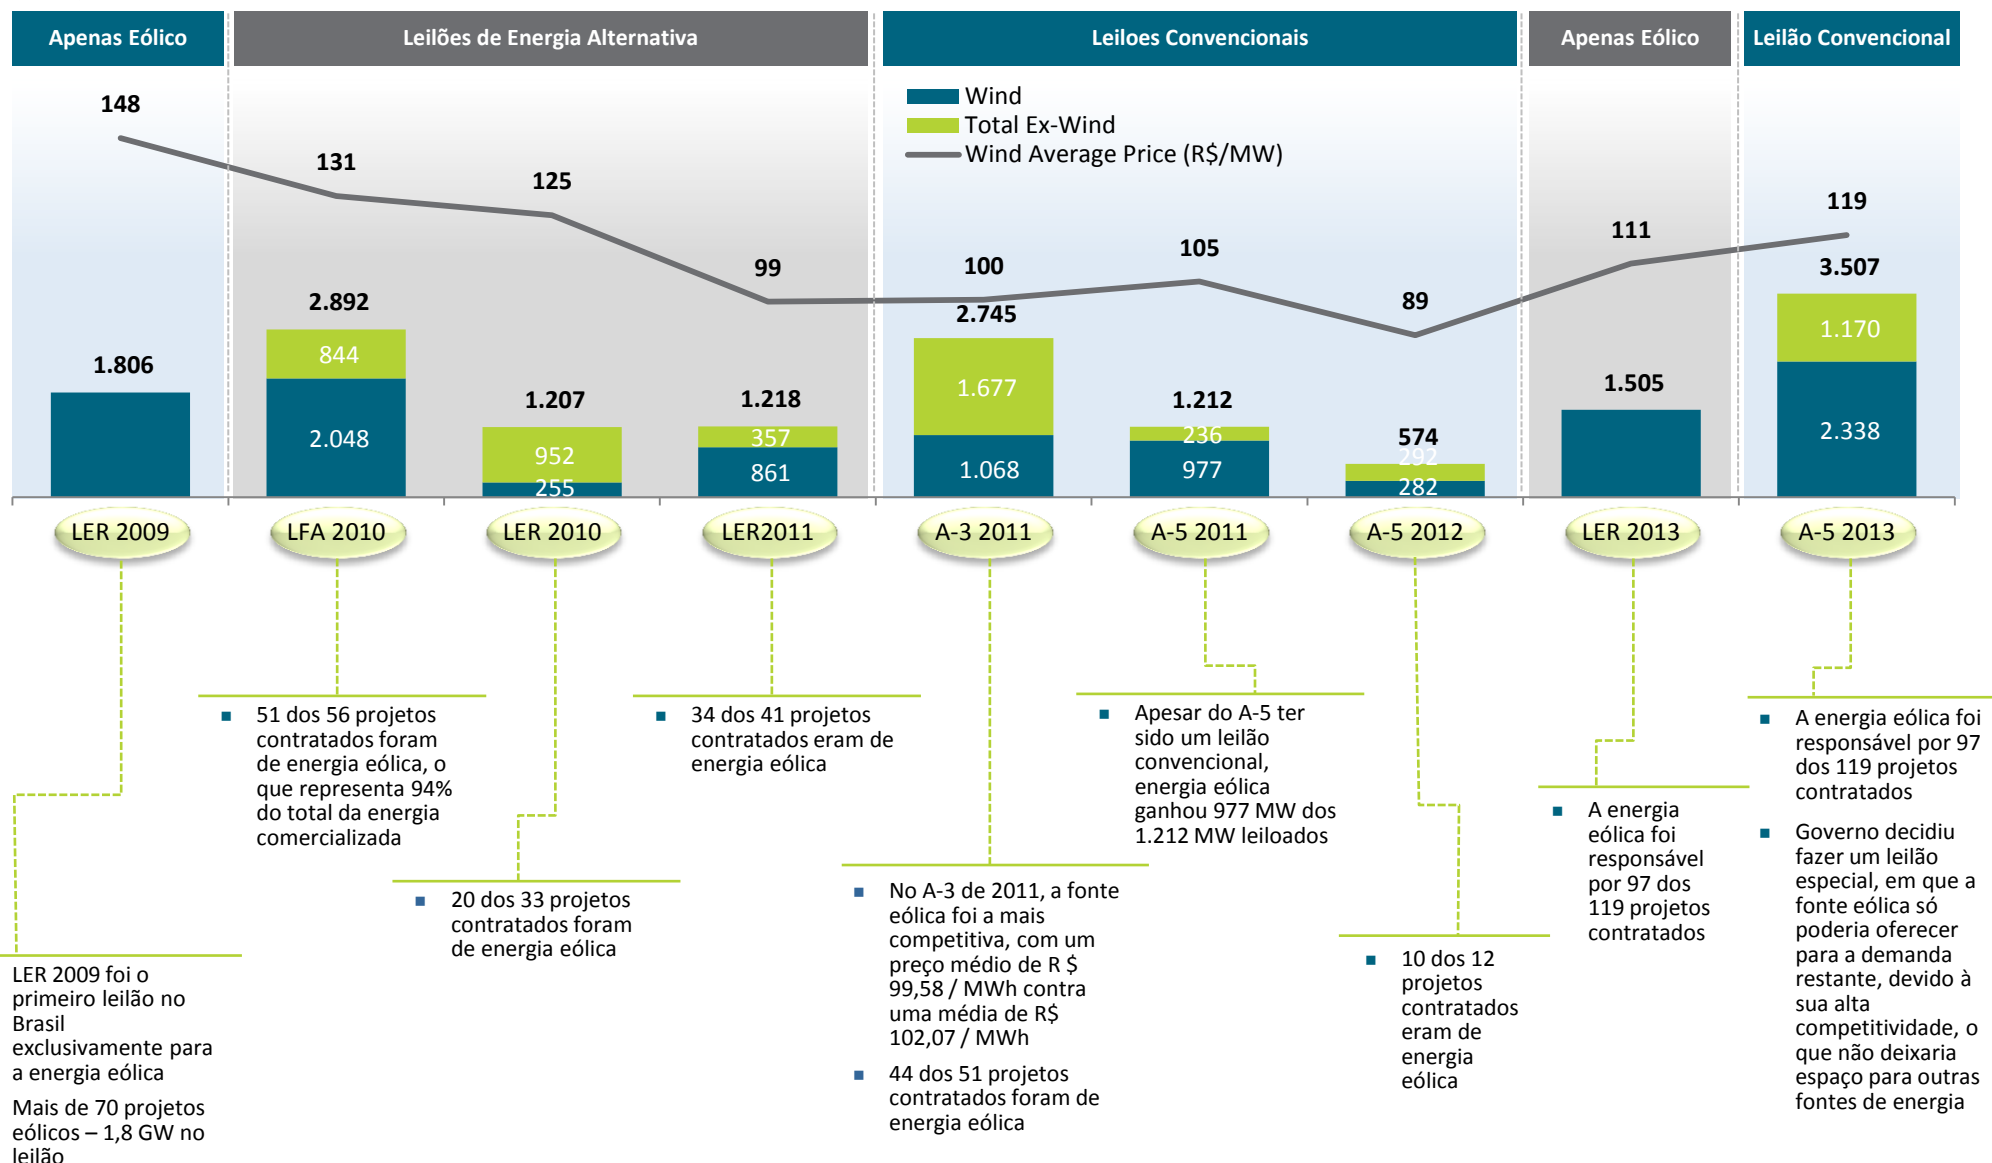 Apenas Eólico
Leilões de Energia Alternativa
Leiloes Convencionais
Apenas Eólico
Leilão Convencional
Wind
Total Ex-Wind
Wind Average Price (R$/MW)
148
131
125
99
100
105
89
111
119
1.806
2.892
844
2.048
1.207
952
255
1.218
357
861
2.745
1.677
1.068
1.212
236
977
574
292
282
1.505
3.507
1.170
2.338
LER 2009
LFA 2010
LER 2010
LER2011
A-3 2011
A-5 2011
A-5 2012
LER 2013
A-5 2013
LER 2009 foi o
primeiro leilão no
Brasil
exclusivamente para
a energia eólica
Mais de 70 projetos
eólicos – 1,8 GW no
leilão
51 dos 56 projetos
contratados foram
de energia eólica, o
que representa 94%
do total da energia
comercializada
20 dos 33 projetos
contratados foram
de energia eólica
34 dos 41 projetos
contratados eram de
energia eólica
No A-3 de 2011, a fonte
eólica foi a mais
competitiva, com um
preço médio de R $
99,58 / MWh contra
uma média de R$
102,07 / MWh
44 dos 51 projetos
contratados foram de
energia eólica
Apesar do A-5 ter
sido um leilão
convencional,
energia eólica
ganhou 977 MW dos
1.212 MW leiloados
10 dos 12
projetos
contratados
eram de
energia
eólica
A energia
eólica foi
responsável
por 97 dos
119 projetos
contratados
A energia eólica foi
responsável por 97
dos 119 projetos
contratados
Governo decidiu
fazer um leilão
especial, em que a
fonte eólica só
poderia oferecer
para a demanda
restante, devido à
sua alta
competitividade, o
que não deixaria
espaço para outras
fontes de energia